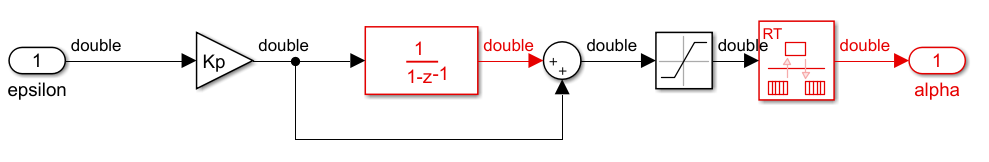 1
epsilon
double
Kp
double
1
1-z-1
double
+
+
double
double
RT
double
1
alpha